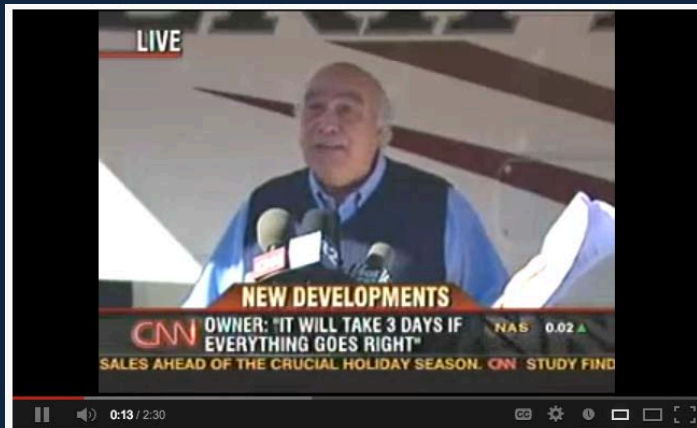 LIVE
NEW DEVELOPMENTS
CNN
OWNER: "IT WILL TAKE 3 DAYS IF
EVERYTHING GOES RIGHT"
NAS 0.02
SALES AHEAD OF THE CRUCIAL HOLIDAY SEASON. CNN STUDY FIND
0:13 / 2:30
CC